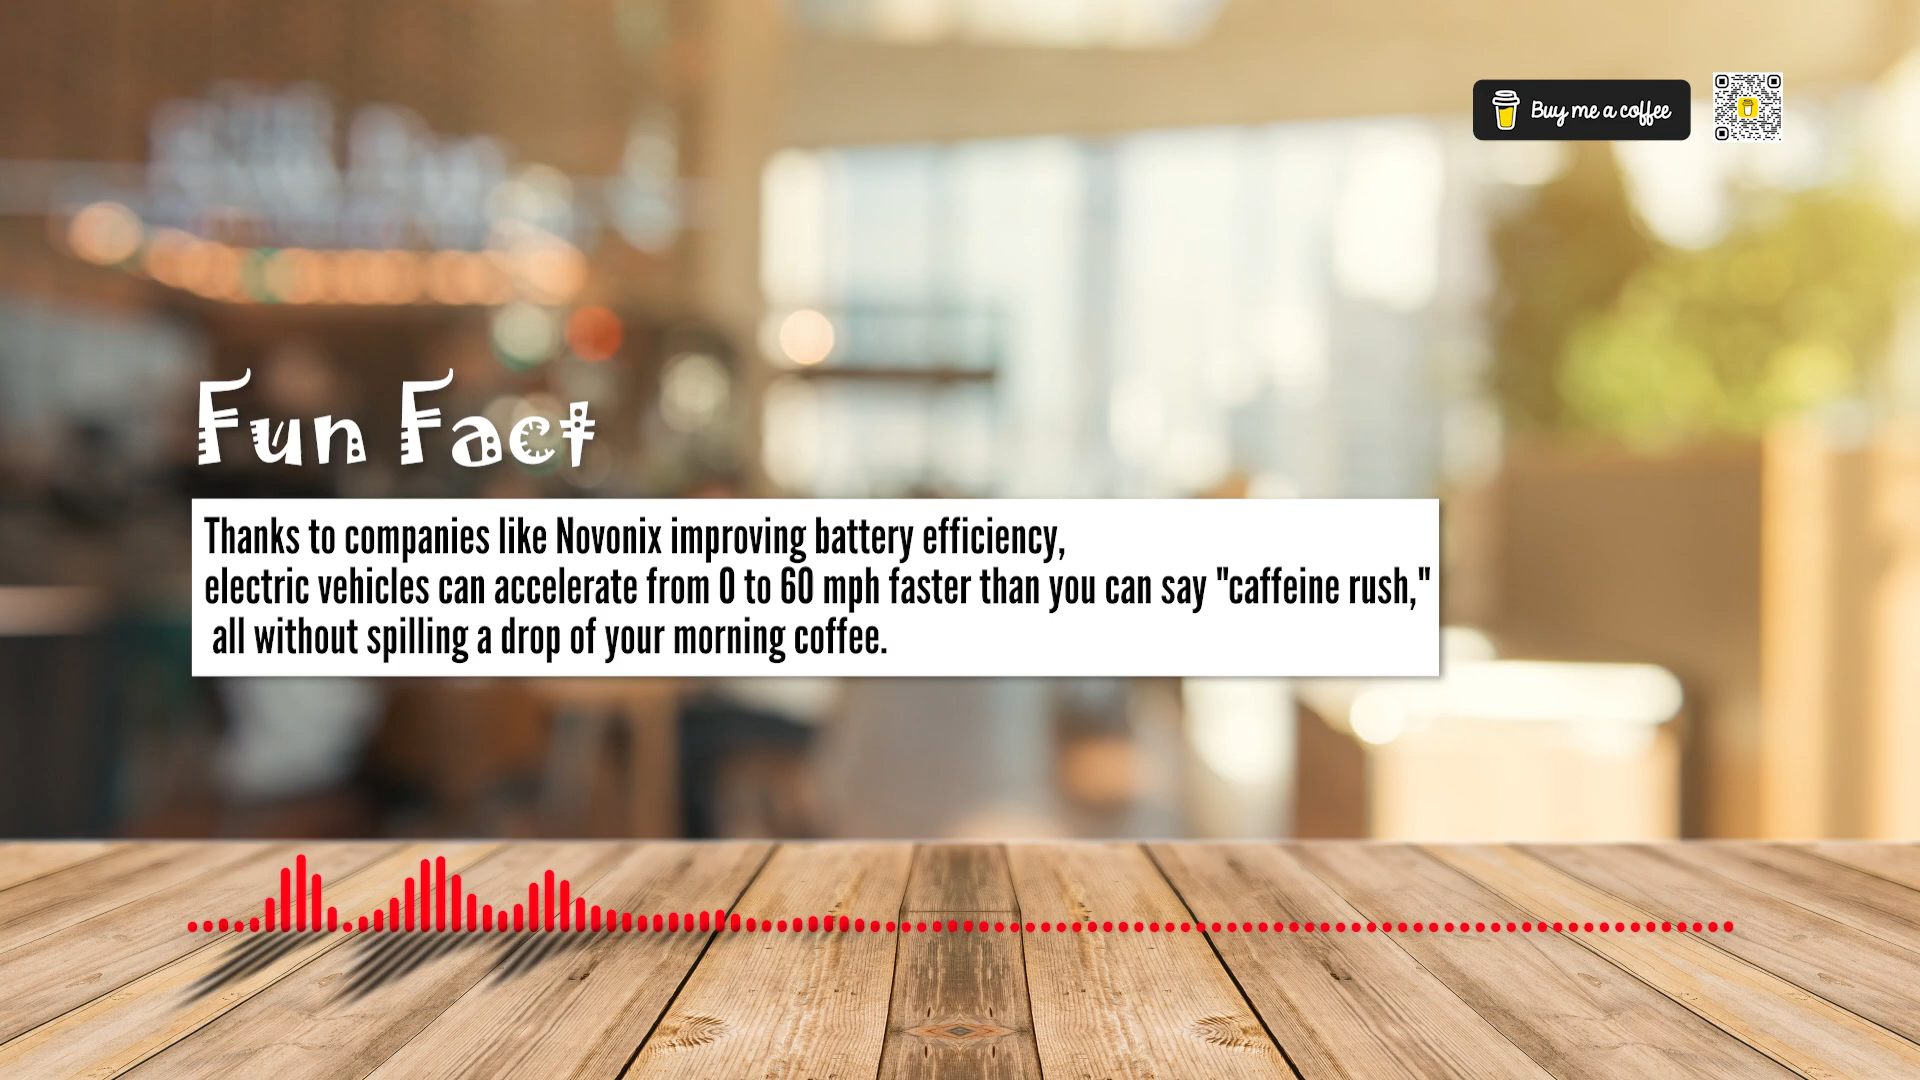 Buy me a coffee
Fun Fact
Thanks to companies like Novonix improving battery efficiency,
electric vehicles can accelerate from 0 to 60 mph faster than you can say "caffeine rush,"
all without spilling a drop of your morning coffee.